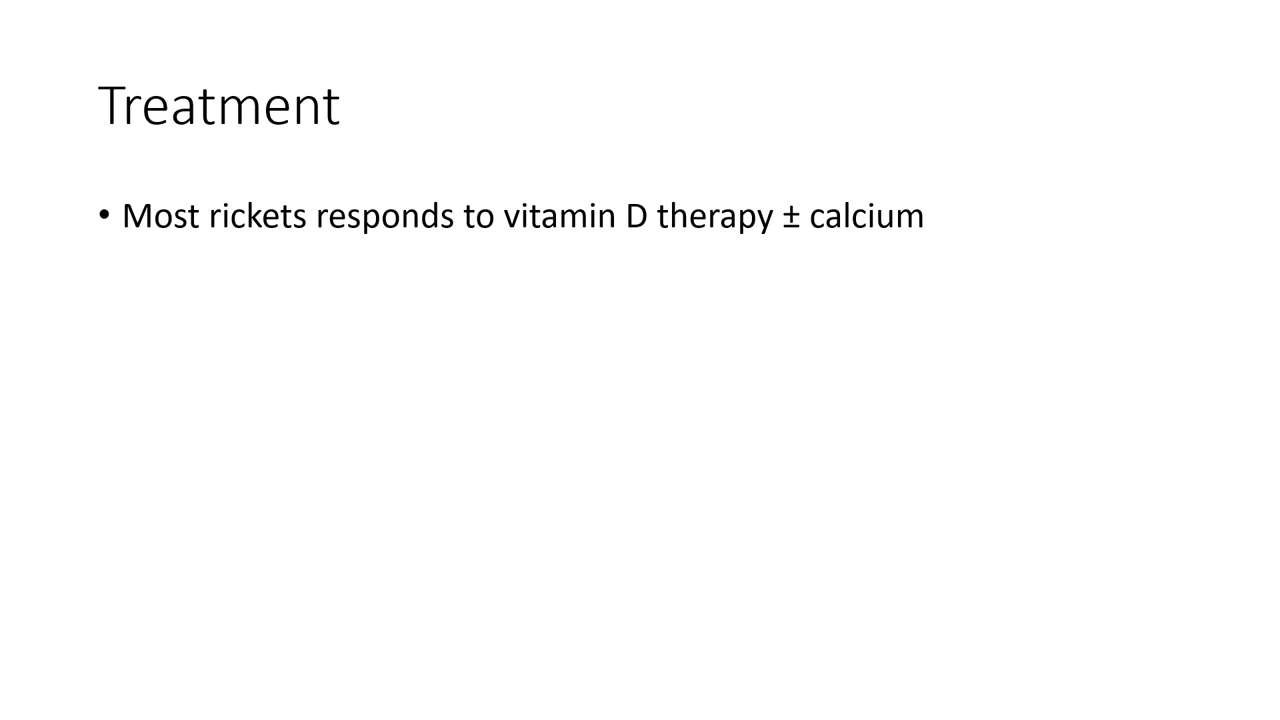 Treatment
• Most rickets responds to vitamin D therapy ± calcium